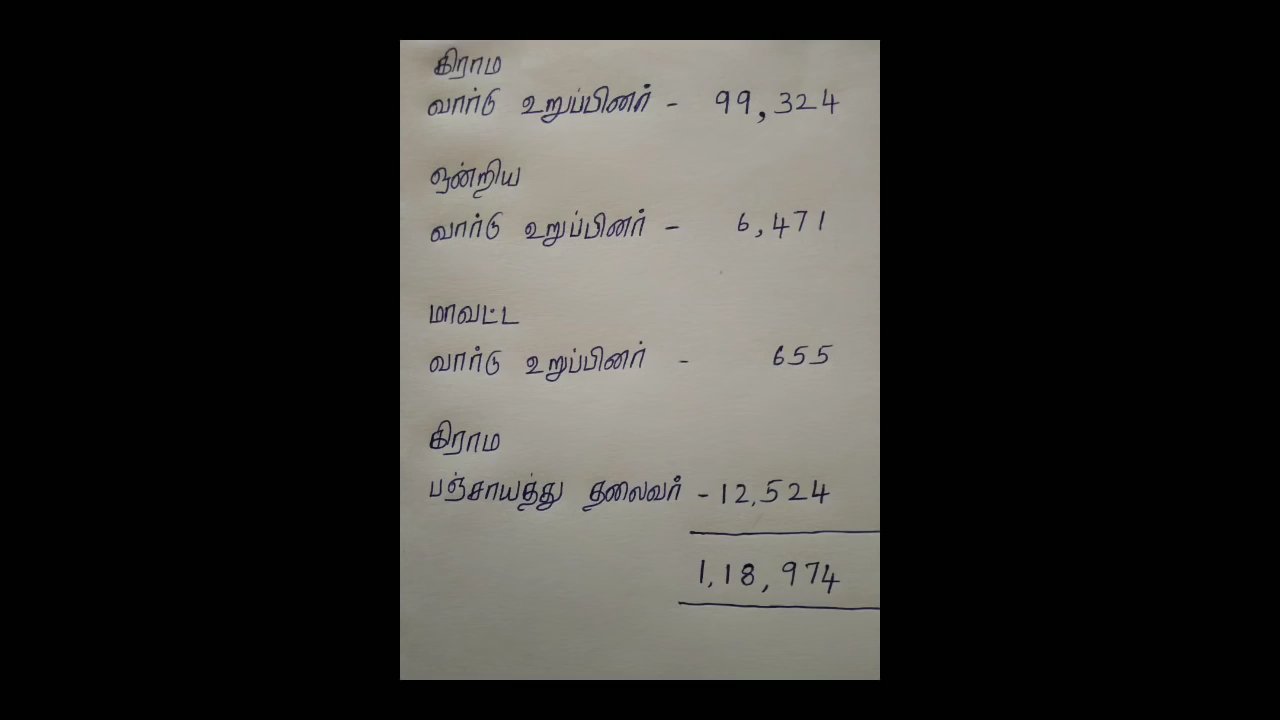 கிராம
வார்டு உறுப்பினர் - 99,324
ஒன்றிய
வார்டு உறுப்பினர் - 6,471
மாவட்ட
வார்டு உறுப்பினர் - 655
கிராம
பஞ்சாயத்து தலைவர் - 12,524
1,18,974